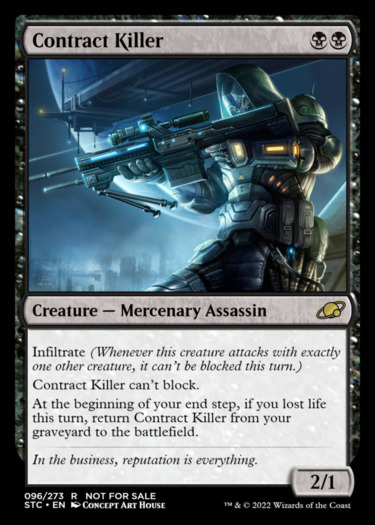 Contract Killer
Creature — Mercenary Assassin
Infiltrate (Whenever this creature attacks with exactly
one other creature, it can't be blocked this turn.)
Contract Killer can't block.
At the beginning of your end step, if you lost life
this turn, return Contract Killer from your
graveyard to the battlefield.
In the business, reputation is everything.
2/1
096/273 R NOT FOR SALE
STC • EN Concept Art House
™ & © 2022 Wizards of the Coast